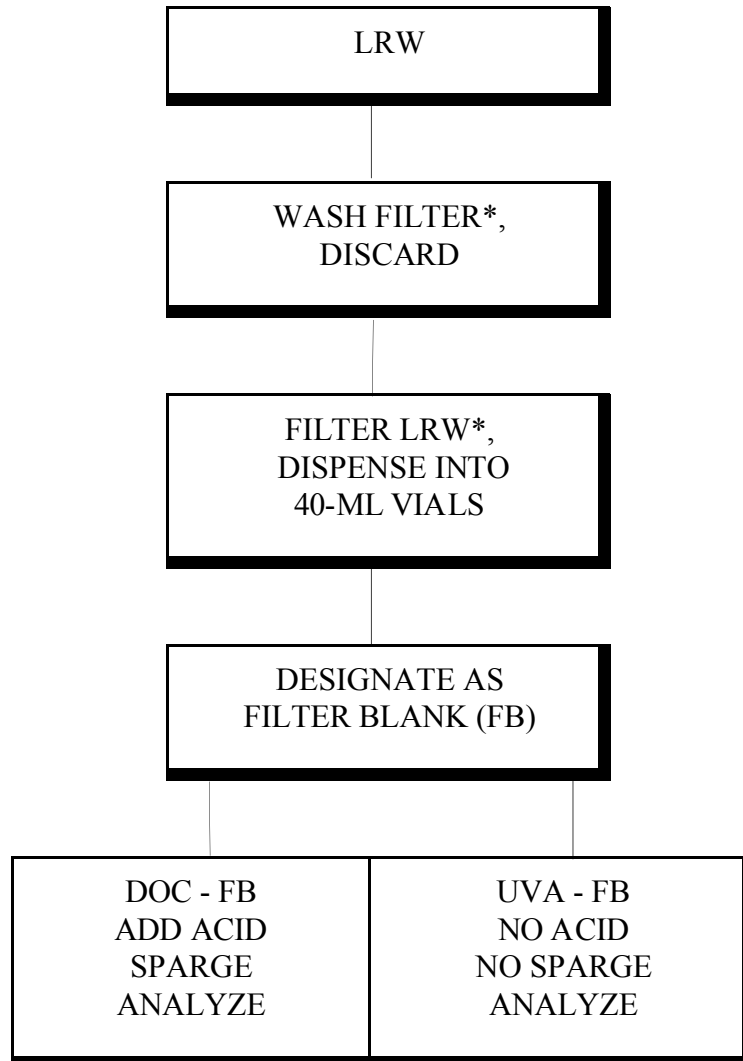 LRW
WASH FILTER*,
DISCARD
FILTER LRW*,
DISPENSE INTO
40-ML VIALS
DESIGNATE AS
FILTER BLANK (FB)
DOC - FB
ADD ACID
SPARGE
ANALYZE
UVA - FB
NO ACID
NO SPARGE
ANALYZE